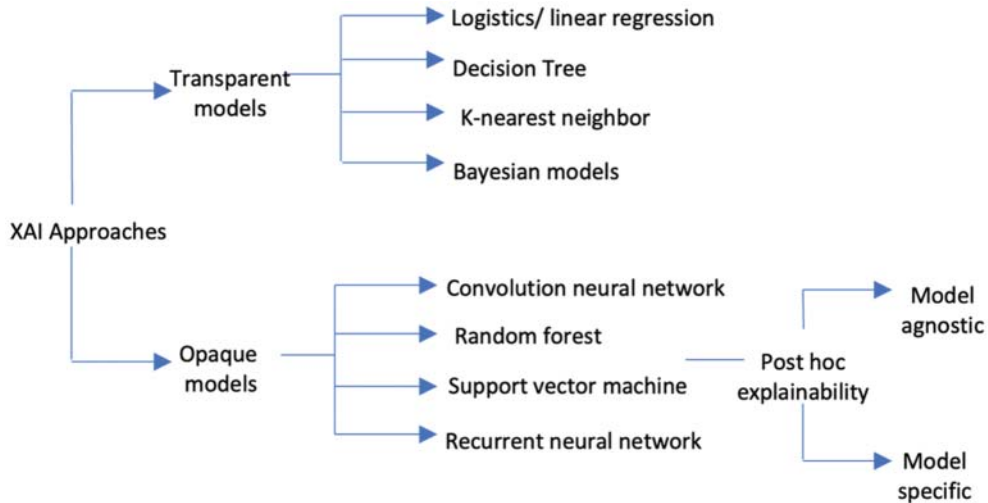 Logistics/ linear regression
Transparent
models
Decision Tree
K-nearest neighbor
Bayesian models
XAI Approaches
Convolution neural network
Random forest
Opaque
models
Support vector machine
Recurrent neural network
Post hoc
explainability
Model
agnostic
Model
specific